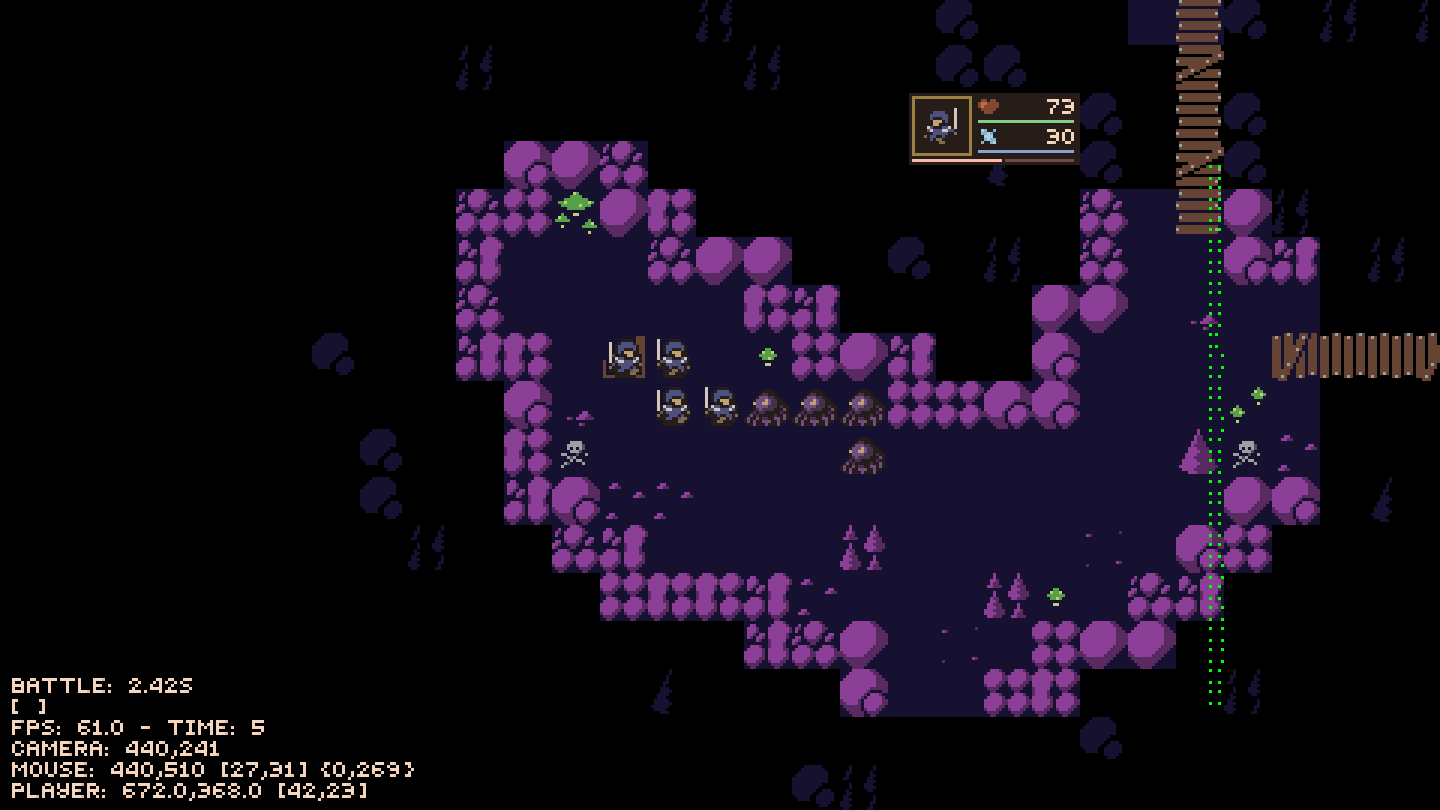 73
30
BATTLE: 2.42S
[ ]
FPS: 61.0 - TIME: 5
CAMERA: 440,241
MOUSE: 440,510 [27,31] {0,269}
PLAYER: 672.0,368.0 [42,23]